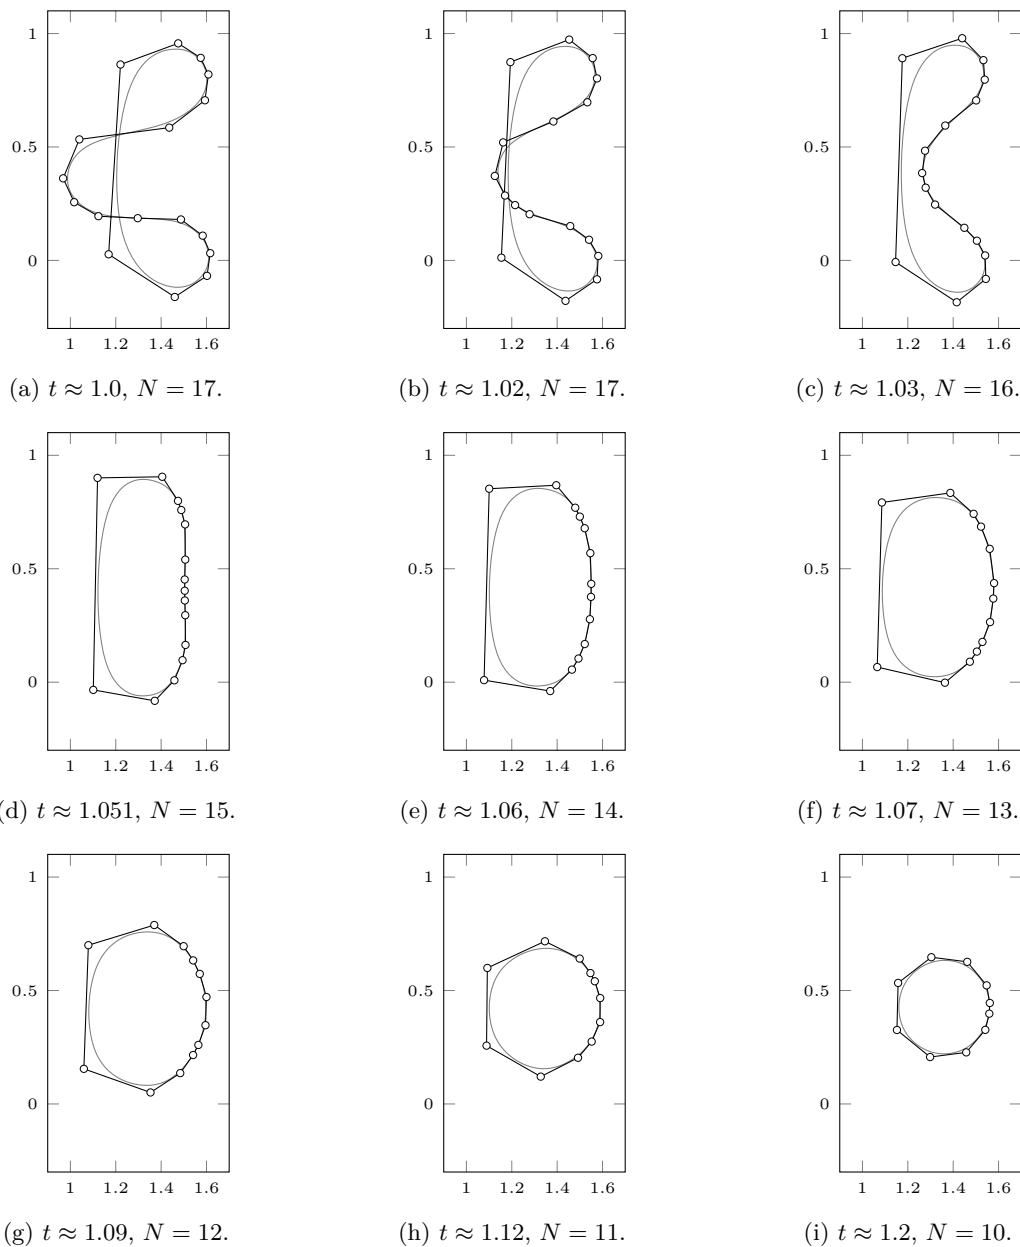 1
0.5
0
1 1.2 1.4 1.6
(a) t ≈ 1.0, N = 17.
1
0.5
0
1 1.2 1.4 1.6
(b) t ≈ 1.02, N = 17.
1
0.5
0
1 1.2 1.4 1.6
(c) t ≈ 1.03, N = 16.
1
0.5
0
1 1.2 1.4 1.6
(d) t ≈ 1.051, N = 15.
1
0.5
0
1 1.2 1.4 1.6
(e) t ≈ 1.06, N = 14.
1
0.5
0
1 1.2 1.4 1.6
(f) t ≈ 1.07, N = 13.
1
0.5
0
1 1.2 1.4 1.6
(g) t ≈ 1.09, N = 12.
1
0.5
0
1 1.2 1.4 1.6
(h) t ≈ 1.12, N = 11.
1
0.5
0
1 1.2 1.4 1.6
(i) t ≈ 1.2, N = 10.